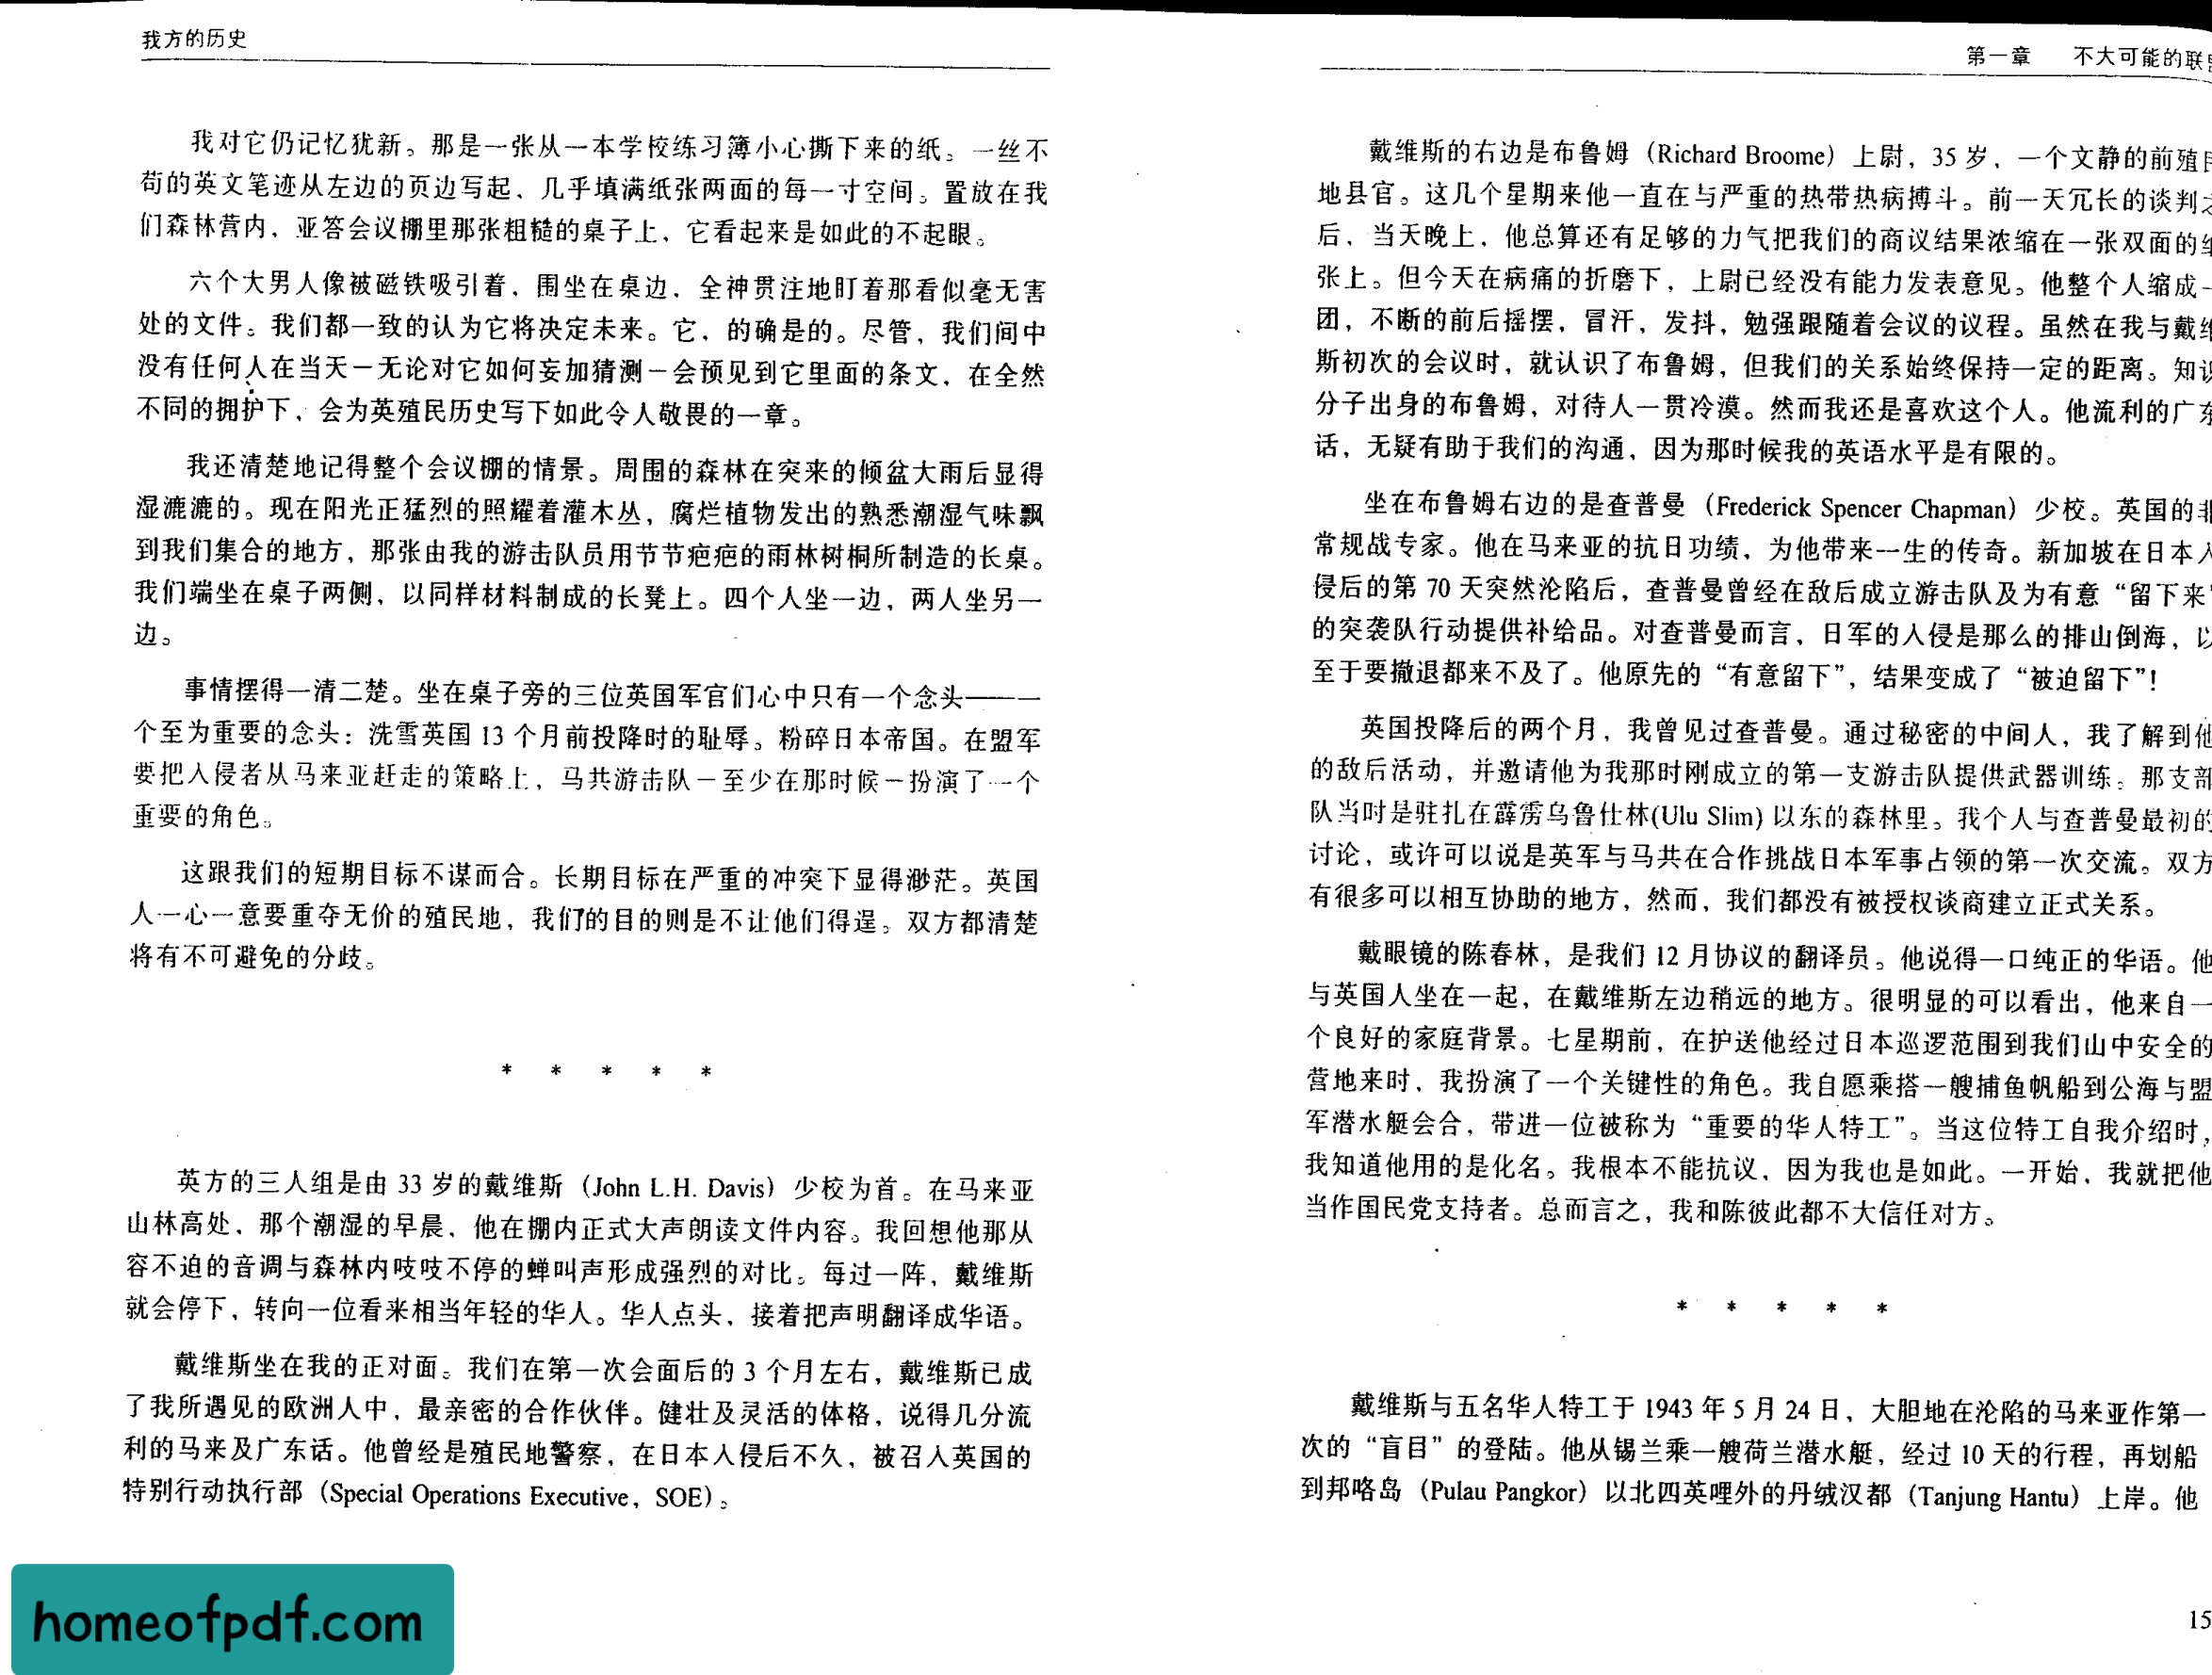 我方的历史
我对它仍记忆犹新。那是一张从一本学校练习簿小心撕下来的纸。一丝不
苟的英文笔迹从左边的页边写起，几乎填满纸张两面的每一寸空间。置放在我
们森林营内，亚答会议棚里那张粗糙的桌子上，它看起来是如此的不起眼。
六个大男人像被磁铁吸引着，围坐在桌边，全神贯注地盯着那看似毫无害
处的文件。我们都一致的认为它将决定未来。它，的确是的。尽管，我们间中
没有任何人在当天－无论对它如何妄加猜测－会预见到它里面的条文，在全然
不同的拥护下，会为英殖民历史写下如此令人敬畏的一章。
我还清楚地记得整个会议棚的情景。周围的森林在突来的倾盆大雨后显得
湿漉漉的。现在阳光正猛烈的照耀着灌木丛，腐烂植物发出的熟悉潮湿气味飘
到我们集合的地方，那张由我的游击队员用节节疤疤的雨林树桐所制造的长桌。
我们端坐在桌子两侧，以同样材料制成的长凳上。四个人坐一边，两人坐另一
边。
事情摆得一清二楚。坐在桌子旁的三位英国军官们心中只有一个念头——一
个至为重要的念头：洗雪英国 13 个月前投降时的耻辱。粉碎日本帝国。在盟军
要把入侵者从马来亚赶走的策略上，马共游击队－至少在那时候－扮演了一个
重要的角色。
这跟我们的短期目标不谋而合。长期目标在严重的冲突下显得渺茫。英国
人一心一意要重夺无价的殖民地，我们的目的则是不让他们得逞。双方都清楚
将有不可避免的分歧。
* * * * *
英方的三人组是由 33 岁的戴维斯（John L.H. Davis）少校为首。在马来亚
山林高处，那个潮湿的早晨，他在棚内正式大声朗读文件内容。我回想他那从
容不迫的音调与森林内吱吱不停的蝉叫声形成强烈的对比。每过一阵，戴维斯
就会停下，转向一位看来相当年轻的华人。华人点头，接着把声明翻译成华语。
戴维斯坐在我的正对面。我们在第一次会面后的 3 个月左右，戴维斯已成
了我所遇见的欧洲人中，最亲密的合作伙伴。健壮及灵活的体格，说得几分流
利的马来及广东话。他曾经是殖民地警察，在日本入侵后不久，被召入英国的
特别行动执行部（Special Operations Executive，SOE）。
homeofpdf.com
第一章 不大可能的联
戴维斯的右边是布鲁姆（Richard Broome）上尉，35 岁，一个文静的前殖
地县官。这几个星期来他一直在与严重的热带热病搏斗。前一天冗长的谈判
后，当天晚上，他总算还有足够的力气把我们的商议结果浓缩在一张双面的
张上。但今天在病痛的折磨下，上尉已经没有能力发表意见。他整个人缩成
团，不断的前后摇摆，冒汗，发抖，勉强跟随着会议的议程。虽然在我与戴
斯初次的会议时，就认识了布鲁姆，但我们的关系始终保持一定的距离。知
分子出身的布鲁姆，对待人一贯冷漠。然而我还是喜欢这个人。他流利的广
话，无疑有助于我们的沟通，因为那时候我的英语水平是有限的。
坐在布鲁姆右边的是查普曼（Frederick Spencer Chapman）少校。英国的
常规战专家。他在马来亚的抗日功绩，为他带来一生的传奇。新加坡在日本
侵后的第 70 天突然沦陷后，查普曼曾经在敌后成立游击队及为有意“留下来”
的突袭队行动提供补给品。对查普曼而言，日军的入侵是那么的排山倒海，以
至于要撤退都来不及了。他原先的“有意留下”，结果变成了“被迫留下”！
英国投降后的两个月，我曾见过查普曼。通过秘密的中间人，我了解到他
的敌后活动，并邀请他为我那时刚成立的第一支游击队提供武器训练。那支部
队当时是驻扎在霹雳乌鲁仕林(Ulu Slim) 以东的森林里。我个人与查普曼最初的
讨论，或许可以说是英军与马共在合作挑战日本军事占领的第一次交流。双方
有很多可以相互协助的地方，然而，我们都没有被授权谈商建立正式关系。
戴眼镜的陈春林，是我们 12 月协议的翻译员。他说得一口纯正的华语。他
与英国人坐在一起，在戴维斯左边稍远的地方。很明显的可以看出，他来自一
个良好的家庭背景。七星期前，在护送他经过日本巡逻范围到我们山中安全的
营地来时，我扮演了一个关键性的角色。我自愿乘搭一艘捕鱼帆船到公海与盟
军潜水艇会合，带进一位被称为“重要的华人特工”。当这位特工自我介绍时，
我知道他用的是化名。我根本不能抗议，因为我也是如此。一开始，我就把他
当作国民党支持者。总而言之，我和陈彼此都不大信任对方。
* * * * *
戴维斯与五名华人特工于 1943 年 5 月 24 日，大胆地在沦陷的马来亚作第一
次的“盲目”的登陆。他从锡兰乘一艘荷兰潜水艇，经过 10 天的行程，再划船
到邦咯岛（Pulau Pangkor）以北四英哩外的丹绒汉都（Tanjung Hantu）上岸。他
15